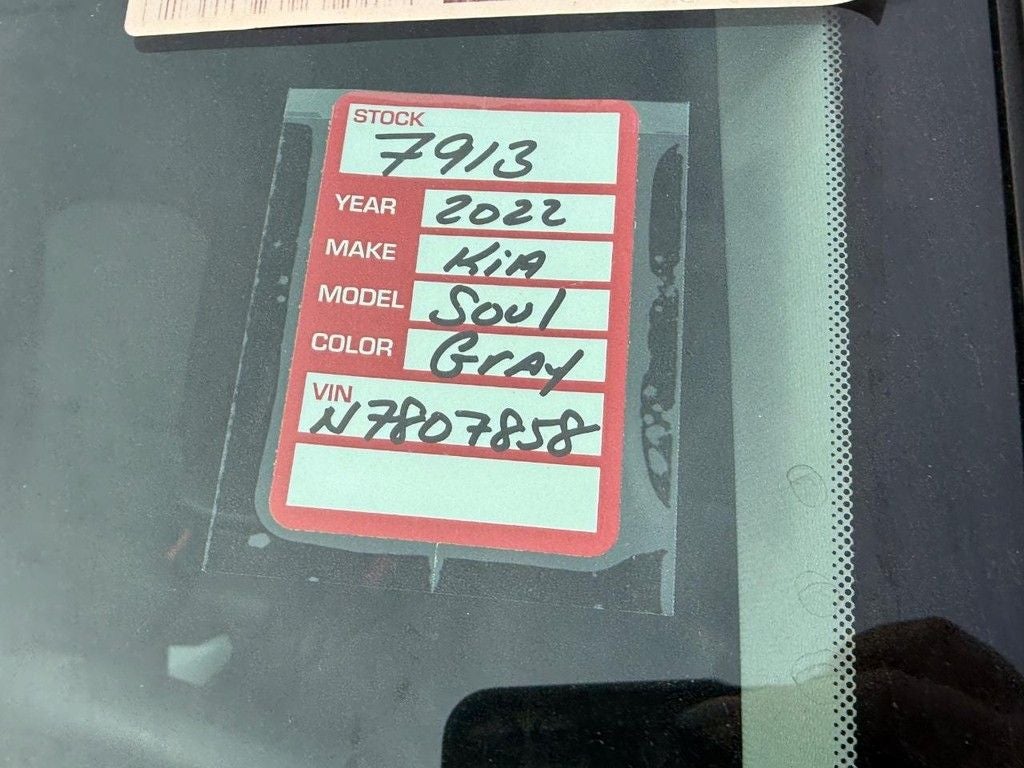 STOCK
7913
YEAR 2022
MAKE KiA
MODEL Soul
COLOR GrAy
VIN
N7807858